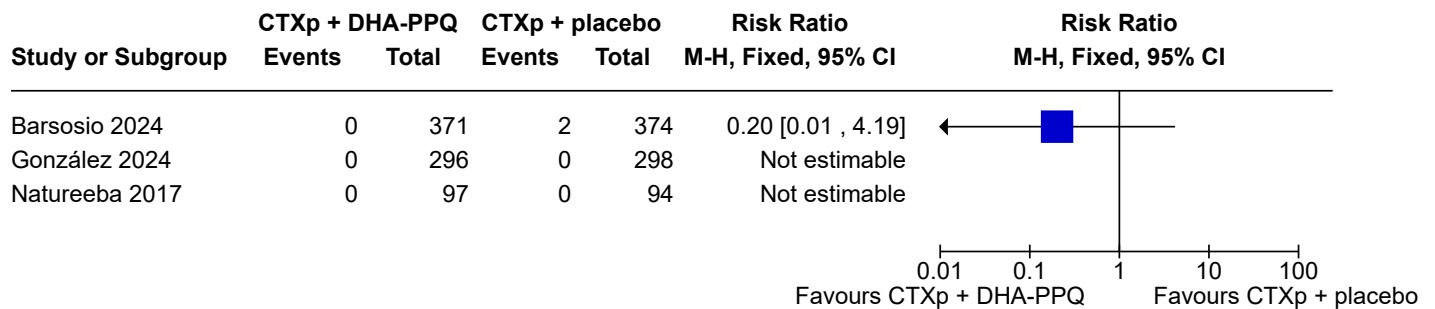 CTXp + DHA-PPQ CTXp + placebo Risk Ratio Risk Ratio
Study or Subgroup Events Total Events Total M-H, Fixed, 95% CI M-H, Fixed, 95% CI
Barsosio 2024 0 371 2 374 0.20 [0.01 , 4.19]
González 2024 0 296 0 298 Not estimable
Natureeba 2017 0 97 0 94 Not estimable
0.01 0.1 1 10 100
Favours CTXp + DHA-PPQ Favours CTXp + placebo